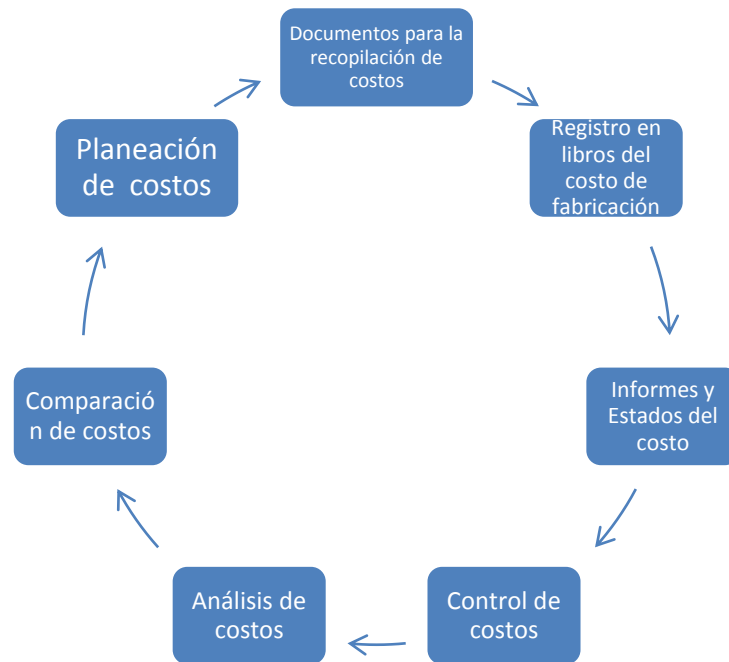 Documentos para la
recopilación de
costos
Registro en
libros del
costo de
fabricación
Informes y
Estados del
costo
Control de
costos
Análisis de
costos
Comparació
n de costos
Planeación
de costos